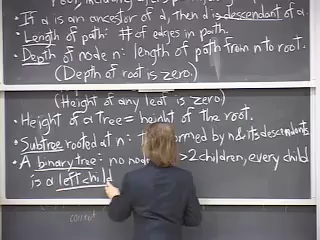 If a is an ancestor of d, then d is descendant of a.
• Length of path: # of edges in path.
• Depth of node n: length of path from n to root.
(Depth of root is zero.)
(Height of any leaf is zero.)
• Height of a tree = height of the root.
• Subtree rooted at n: formed by n & its descendants
• A binary tree: no >2 children, every child
is a left child